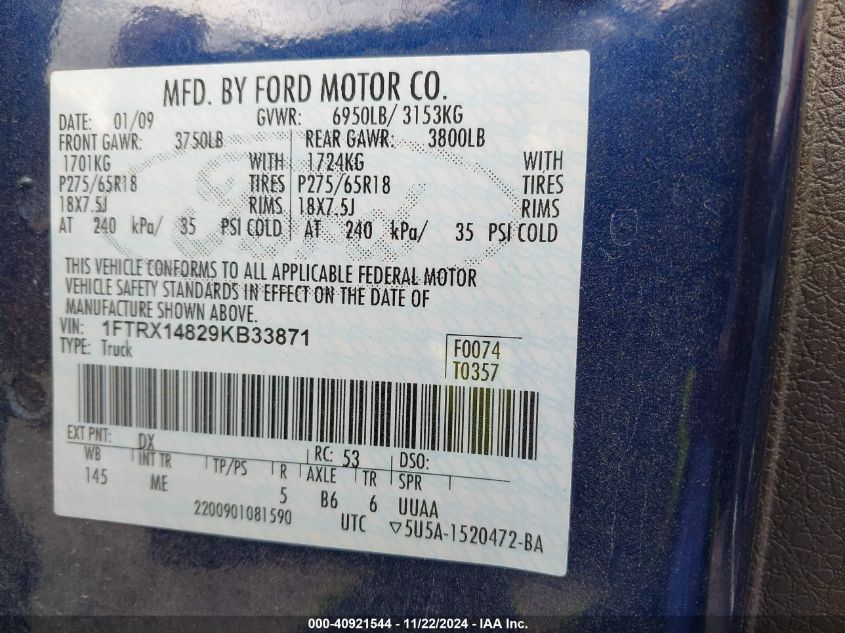 MFD. BY FORD MOTOR CO.
DATE: 01/09 GVWR: 6950LB/ 3153KG
FRONT GAWR: 3750LB REAR GAWR: 3800LB
1701KG WITH 1724KG WITH
P275/65R18 TIRES P275/65R18 TIRES
18X7.5J RIMS 18X7.5J RIMS
AT 240 kPa/ 35 PSI COLD AT 240 kPa/ 35 PSI COLD
Ford
THIS VEHICLE CONFORMS TO ALL APPLICABLE FEDERAL MOTOR
VEHICLE SAFETY STANDARDS IN EFFECT ON THE DATE OF
MANUFACTURE SHOWN ABOVE.
VIN: 1FTRX14829KB33871
TYPE: Truck
F0074
T0357
EXT PNT: DX RC: 53 DSO:
WB INT TR TP/PS R AXLE TR SPR
145 ME 5 B6 6 UUAA
2200901081590 UTC ▽5U5A-1520472-BA
000-40921544 - 11/22/2024 - IAA Inc.